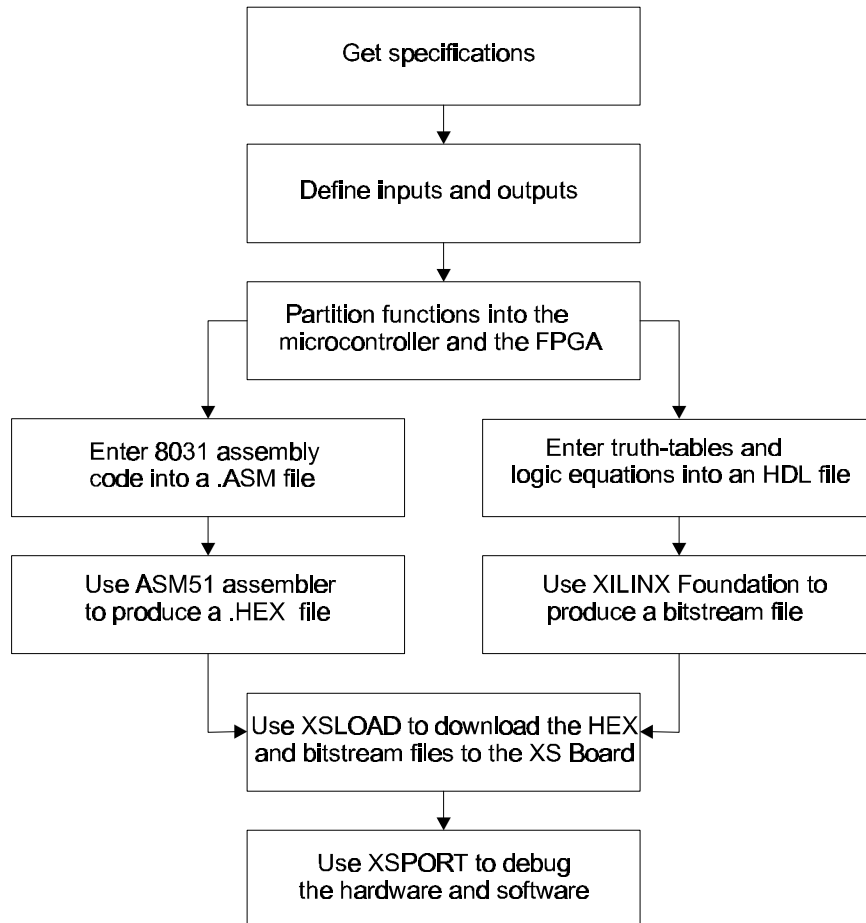 Get specifications
Define inputs and outputs
Partition functions into the
microcontroller and the FPGA
Enter 8031 assembly
code into a .ASM file
Enter truth-tables and
logic equations into an HDL file
Use ASM51 assembler
to produce a .HEX file
Use XILINX Foundation to
produce a bitstream file
Use XSLOAD to download the HEX
and bitstream files to the XS Board
Use XSPORT to debug
the hardware and software